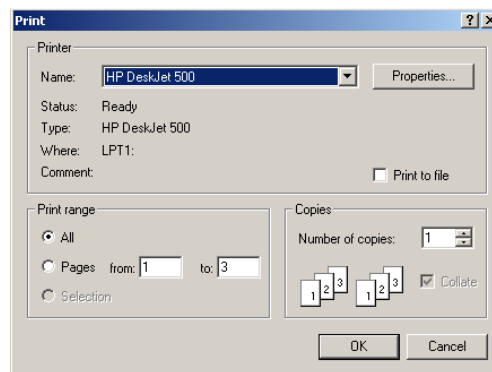 Print
Printer
Name: HP DeskJet 500 Properties...
Status: Ready
Type: HP DeskJet 500
Where: LPT1:
Comment: Print to file
Print range
All
Pages from: 1 to: 3
Selection
Copies
Number of copies: 1
1 2 3 1 2 3
Collate
OK Cancel